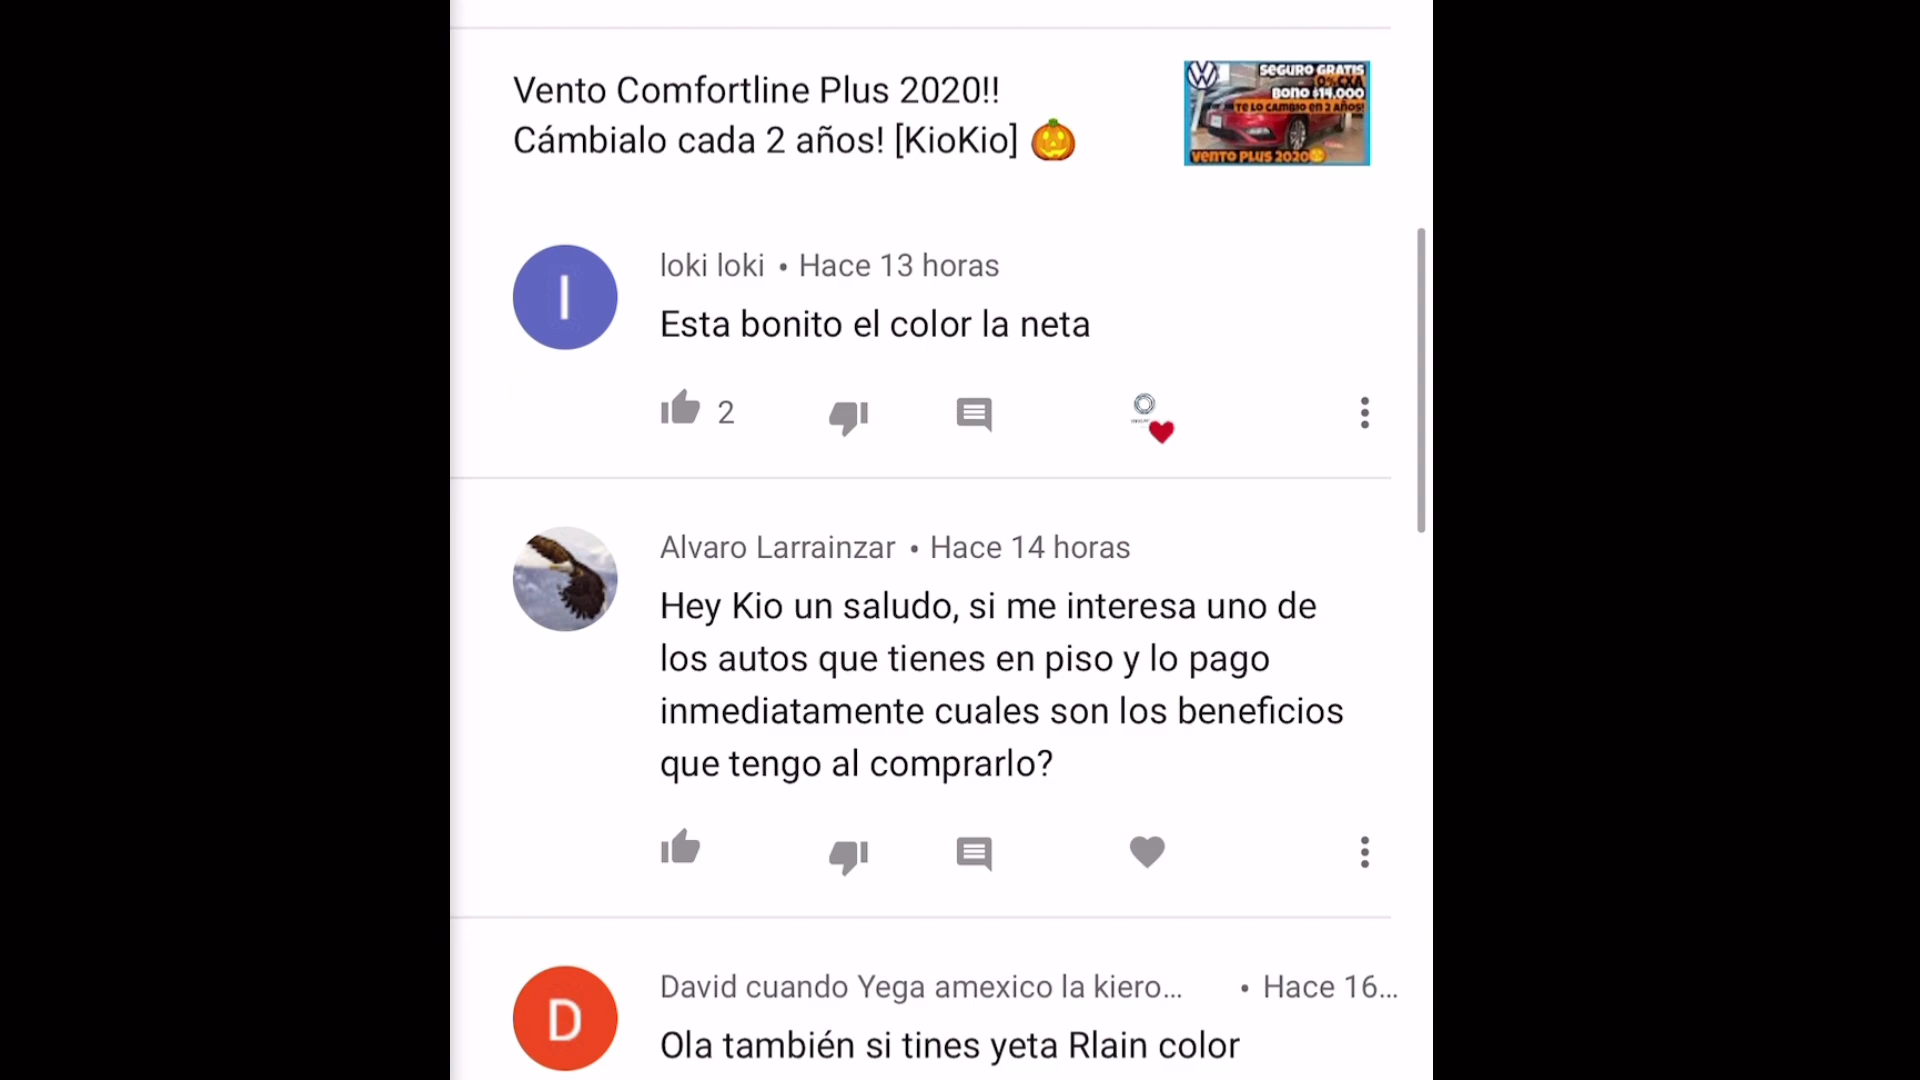 Vento Comfortline Plus 2020!!
Cámbialo cada 2 años! [KioKio] 🎃
SEGURO GRATIS
0%CXA
BONO $14,000
TE LO CAMBIO EN 2 AÑOS!
VENTO PLUS 2020
loki loki • Hace 13 horas
Esta bonito el color la neta
2
Alvaro Larrainzar • Hace 14 horas
Hey Kio un saludo, si me interesa uno de
los autos que tienes en piso y lo pago
inmediatamente cuales son los beneficios
que tengo al comprarlo?
D
David cuando Yega amexico la kiero... • Hace 16...
Ola también si tines yeta Rlain color